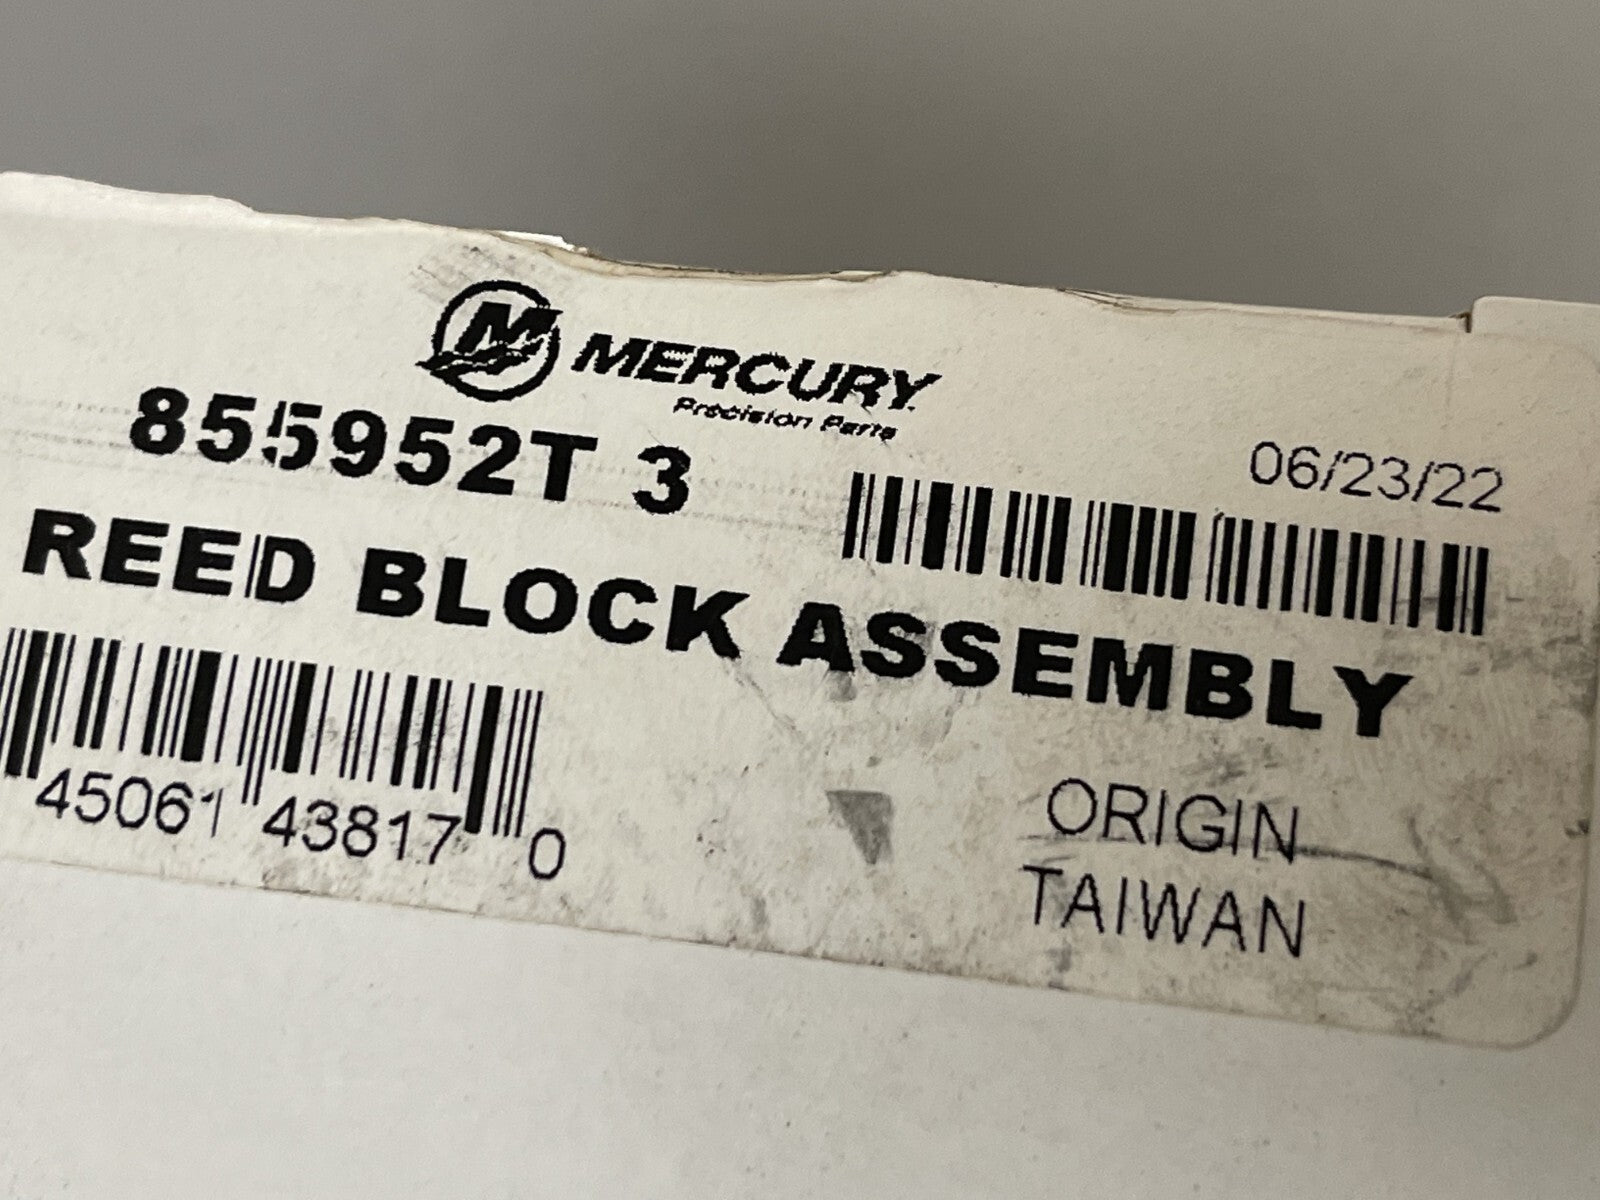 M MERCURY
Precision Parts
855952T 3
06/23/22
REED BLOCK ASSEMBLY
45061 43817 0
ORIGIN
TAIWAN